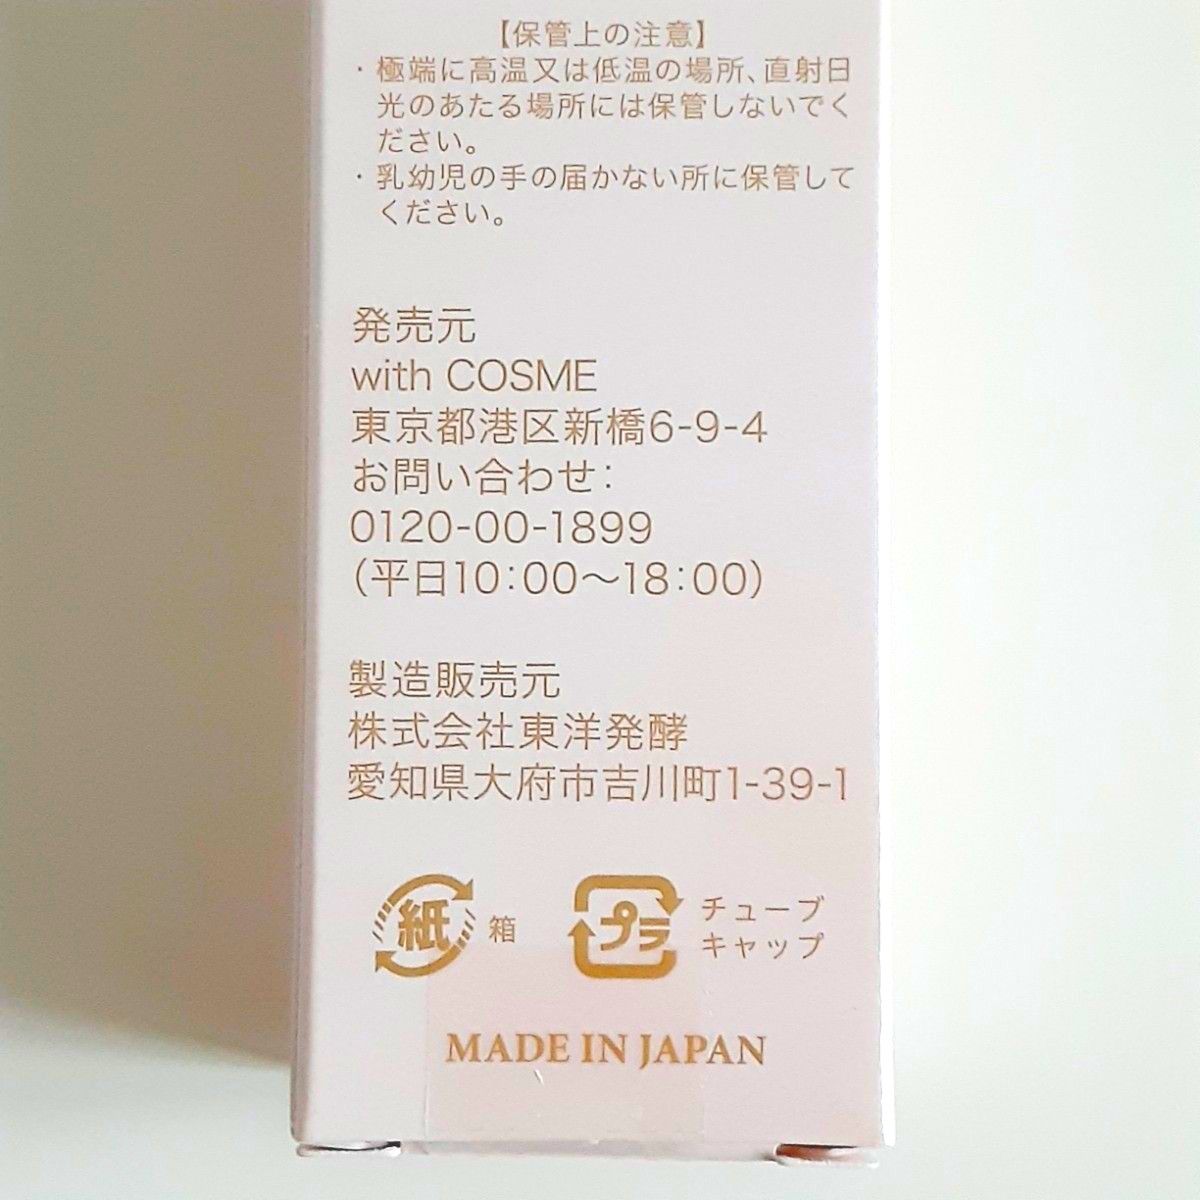 【保管上の注意】
・極端に高温又は低温の場所、直射日
光のあたる場所には保管しないでく
ださい。
・乳幼児の手の届かない所に保管して
ください。
発売元
with COSME
東京都港区新橋6-9-4
お問い合わせ：
0120-00-1899
（平日10：00〜18：00）
製造販売元
株式会社東洋発酵
愛知県大府市吉川町1-39-1
紙
箱
プラ
チューブ
キャップ
MADE IN JAPAN